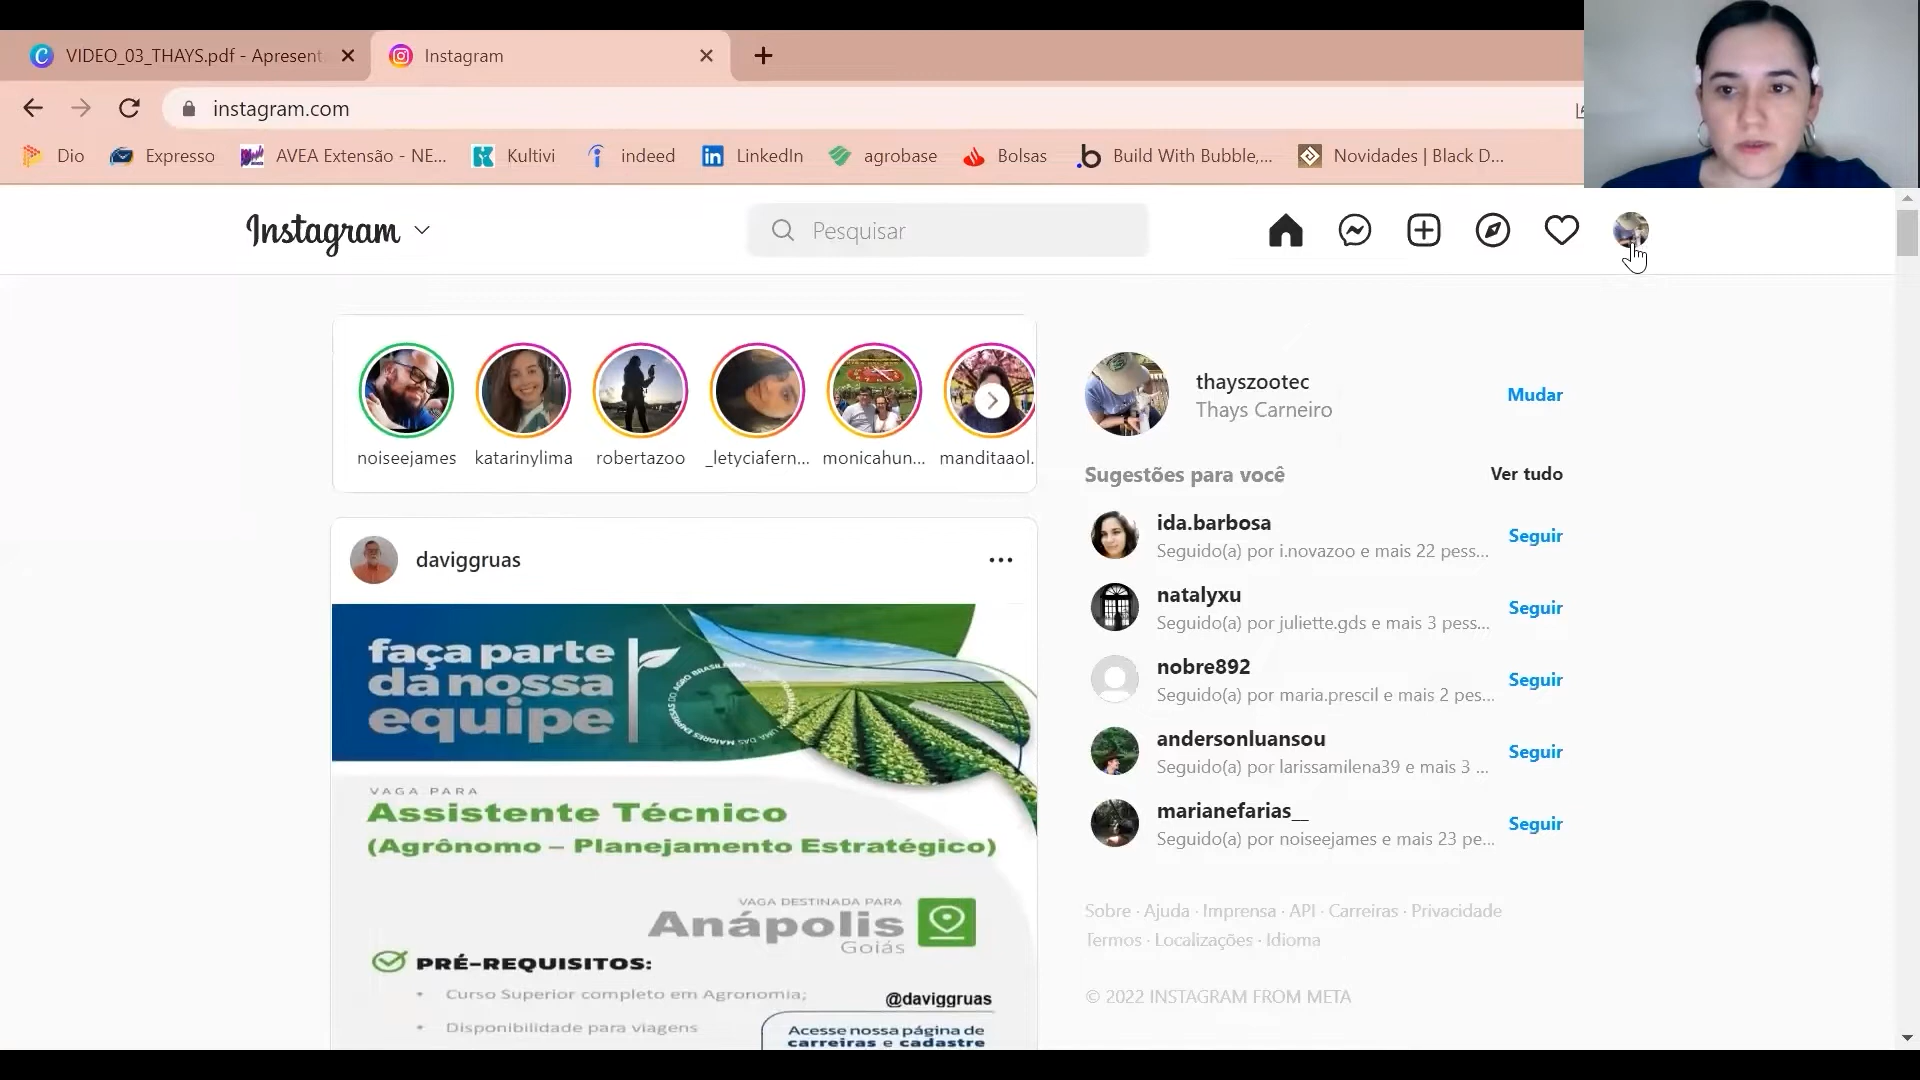 VIDEO_03_THAYS.pdf - Apresent
Instagram
instagram.com
Dio
Expresso
AVEA Extensão - NE...
Kultivi
indeed
LinkedIn
agrobase
Bolsas
Build With Bubble,...
Novidades | Black D...
Instagram
Pesquisar
noiseejames
katarinylima
robertazoo
_letyciafern...
monicahun...
manditaaol.
thayszootec
Thays Carneiro
Mudar
Sugestões para você
Ver tudo
ida.barbosa
Seguido(a) por i.novazoo e mais 22 pess...
Seguir
natalyxu
Seguido(a) por juliette.gds e mais 3 pess...
Seguir
nobre892
Seguido(a) por maria.prescil e mais 2 pes...
Seguir
andersonluansou
Seguido(a) por larissamilena39 e mais 3 ...
Seguir
marianefarias__
Seguido(a) por noiseejames e mais 23 pe...
Seguir
Sobre · Ajuda · Imprensa · API · Carreiras · Privacidade
Termos · Localizações · Idioma
© 2022 INSTAGRAM FROM META
daviggruas
faça parte
da nossa
equipe
VAGA PARA
Assistente Técnico
(Agrônomo – Planejamento Estratégico)
VAGA DESTINADA PARA
Anápolis
Goiás
PRÉ-REQUISITOS:
• Curso Superior completo em Agronomia;
@daviggruas
• Disponibilidade para viagens
Acesse nossa página de
carreiras e cadastre